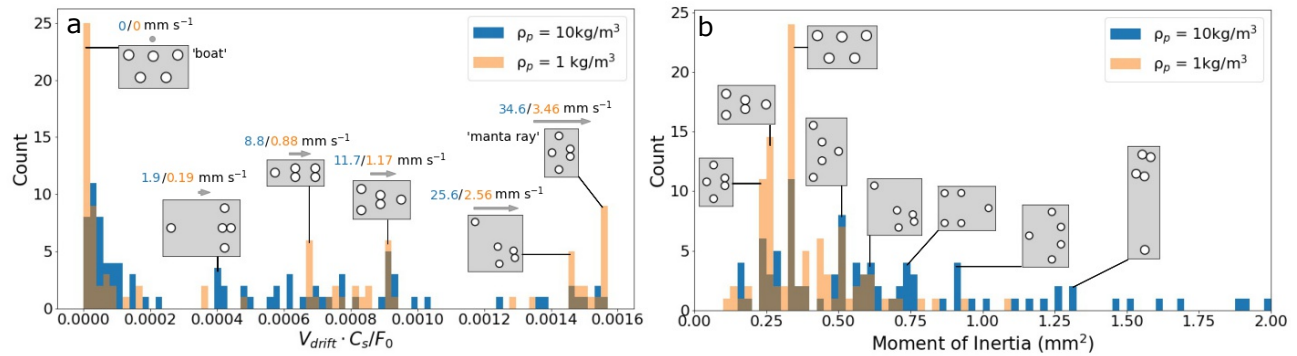 a
0/0 mm s⁻¹
'boat'
ρₚ = 10kg/m³
ρₚ = 1 kg/m³
34.6/3.46 mm s⁻¹
'manta ray'
8.8/0.88 mm s⁻¹
11.7/1.17 mm s⁻¹
1.9/0.19 mm s⁻¹
25.6/2.56 mm s⁻¹
Count
25
20
15
10
5
0
0.0000 0.0002 0.0004 0.0006 0.0008 0.0010 0.0012 0.0014 0.0016
V_drift · C_s/F_0
b
ρₚ = 10kg/m³
ρₚ = 1kg/m³
Count
25
20
15
10
5
0
0.00 0.25 0.50 0.75 1.00 1.25 1.50 1.75 2.00
Moment of Inertia (mm²)